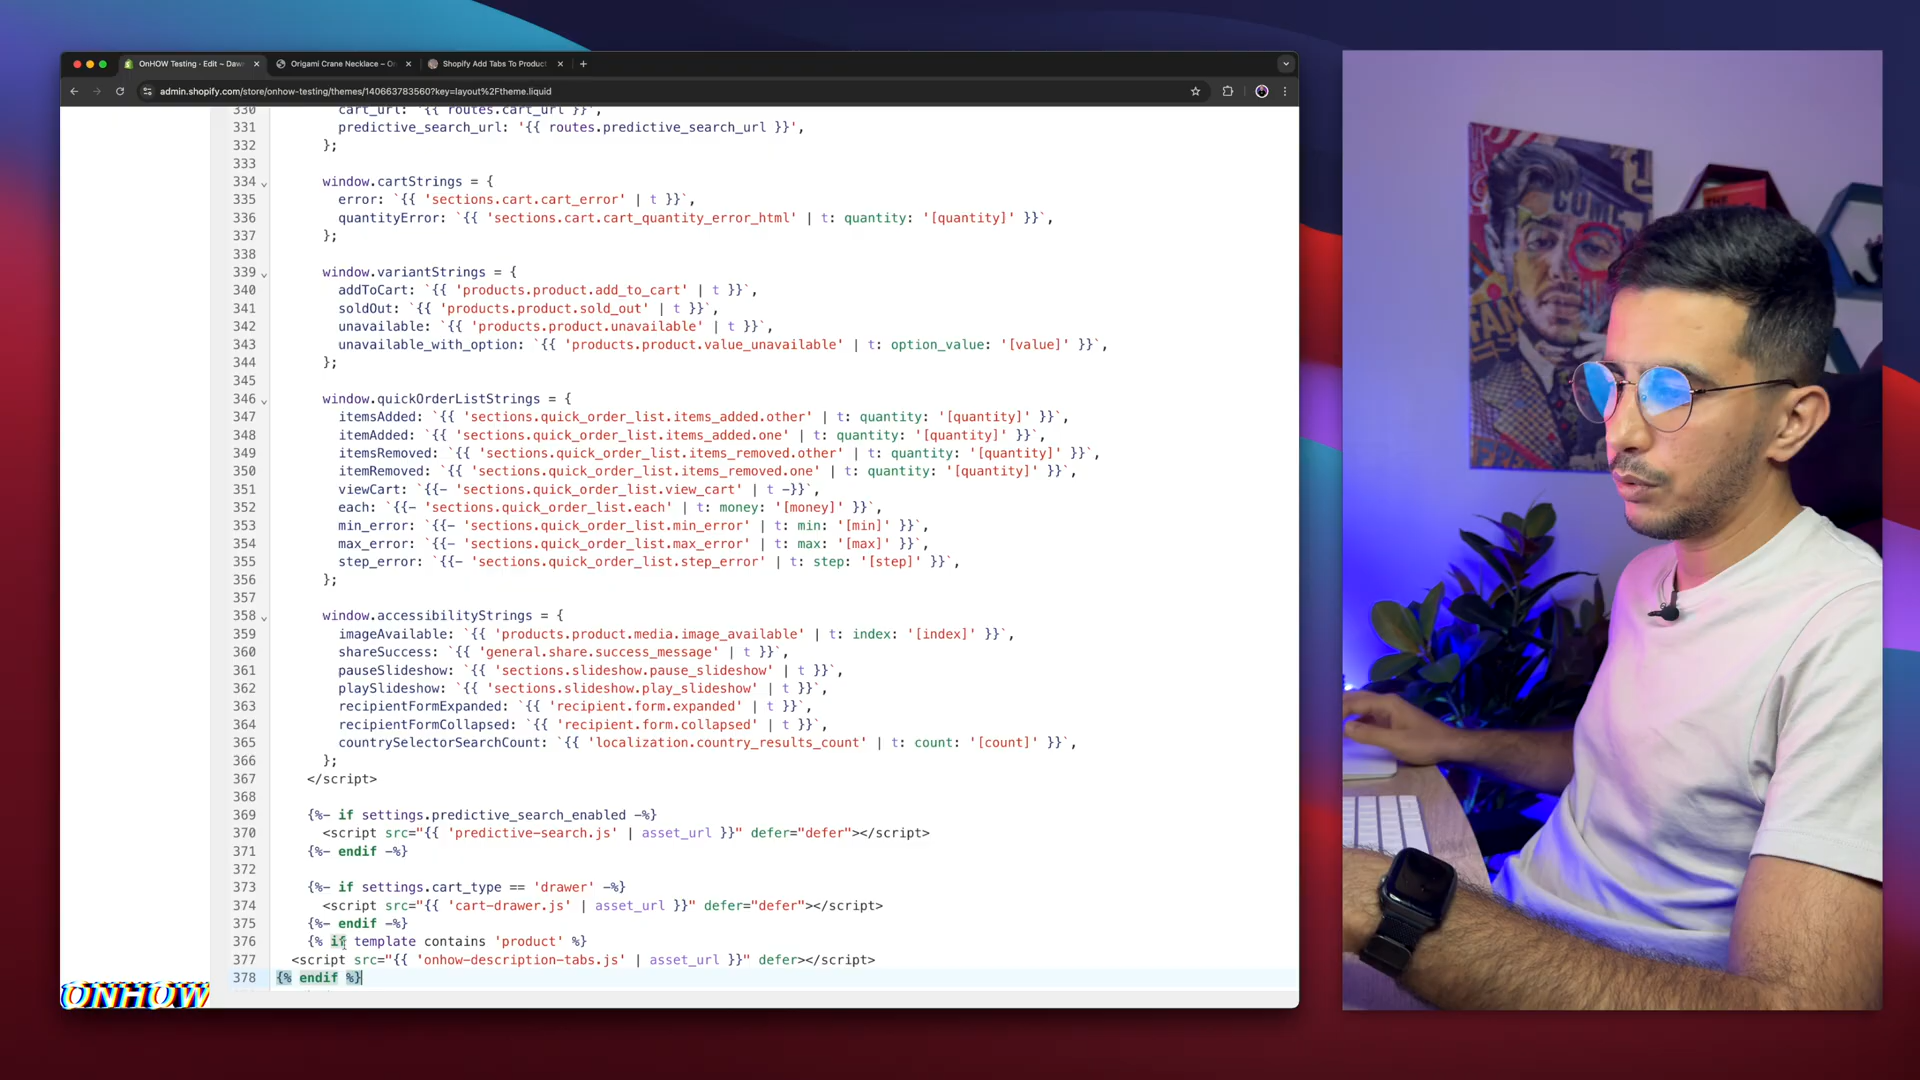 OnHOW Testing · Edit ~ Daw
Origami Crane Necklace – O
Shopify Add Tabs To Product
admin.shopify.com/store/onhow-testing/themes/140663783560?key=layout%2Ftheme.liquid
330 cart_url: '{{ routes.cart_url }}',
331 predictive_search_url: '{{ routes.predictive_search_url }}',
332 };
333
334 window.cartStrings = {
335 error: `{{ 'sections.cart.cart_error' | t }}`,
336 quantityError: `{{ 'sections.cart.cart_quantity_error_html' | t: quantity: '[quantity]' }}`,
337 };
338
339 window.variantStrings = {
340 addToCart: `{{ 'products.product.add_to_cart' | t }}`,
341 soldOut: `{{ 'products.product.sold_out' | t }}`,
342 unavailable: `{{ 'products.product.unavailable' | t }}`,
343 unavailable_with_option: `{{ 'products.product.value_unavailable' | t: option_value: '[value]' }}`,
344 };
345
346 window.quickOrderListStrings = {
347 itemsAdded: `{{ 'sections.quick_order_list.items_added.other' | t: quantity: '[quantity]' }}`,
348 itemAdded: `{{ 'sections.quick_order_list.items_added.one' | t: quantity: '[quantity]' }}`,
349 itemsRemoved: `{{ 'sections.quick_order_list.items_removed.other' | t: quantity: '[quantity]' }}`,
350 itemRemoved: `{{ 'sections.quick_order_list.items_removed.one' | t: quantity: '[quantity]' }}`,
351 viewCart: `{{- 'sections.quick_order_list.view_cart' | t -}}`,
352 each: `{{- 'sections.quick_order_list.each' | t: money: '[money]' }}`,
353 min_error: `{{- 'sections.quick_order_list.min_error' | t: min: '[min]' }}`,
354 max_error: `{{- 'sections.quick_order_list.max_error' | t: max: '[max]' }}`,
355 step_error: `{{- 'sections.quick_order_list.step_error' | t: step: '[step]' }}`,
356 };
357
358 window.accessibilityStrings = {
359 imageAvailable: `{{ 'products.product.media.image_available' | t: index: '[index]' }}`,
360 shareSuccess: `{{ 'general.share.success_message' | t }}`,
361 pauseSlideshow: `{{ 'sections.slideshow.pause_slideshow' | t }}`,
362 playSlideshow: `{{ 'sections.slideshow.play_slideshow' | t }}`,
363 recipientFormExpanded: `{{ 'recipient.form.expanded' | t }}`,
364 recipientFormCollapsed: `{{ 'recipient.form.collapsed' | t }}`,
365 countrySelectorSearchCount: `{{ 'localization.country_results_count' | t: count: '[count]' }}`,
366 };
367 </script>
368
369 {%- if settings.predictive_search_enabled -%}
370 <script src="{{ 'predictive-search.js' | asset_url }}" defer="defer"></script>
371 {%- endif -%}
372
373 {%- if settings.cart_type == 'drawer' -%}
374 <script src="{{ 'cart-drawer.js' | asset_url }}" defer="defer"></script>
375 {%- endif -%}
376 {% if template contains 'product' %}
377 <script src="{{ 'onhow-description-tabs.js' | asset_url }}" defer></script>
378 {% endif %}
ONHOW
COME
FAN
THE